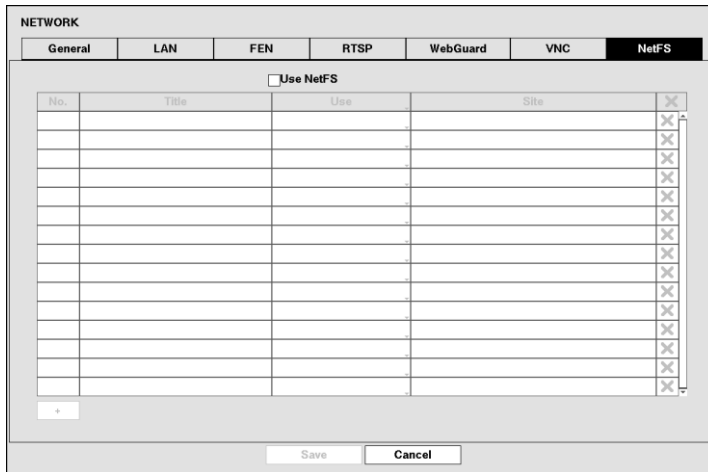 NETWORK
General LAN FEN RTSP WebGuard VNC NetFS
Use NetFS
No. Title Use Site
+
Save Cancel